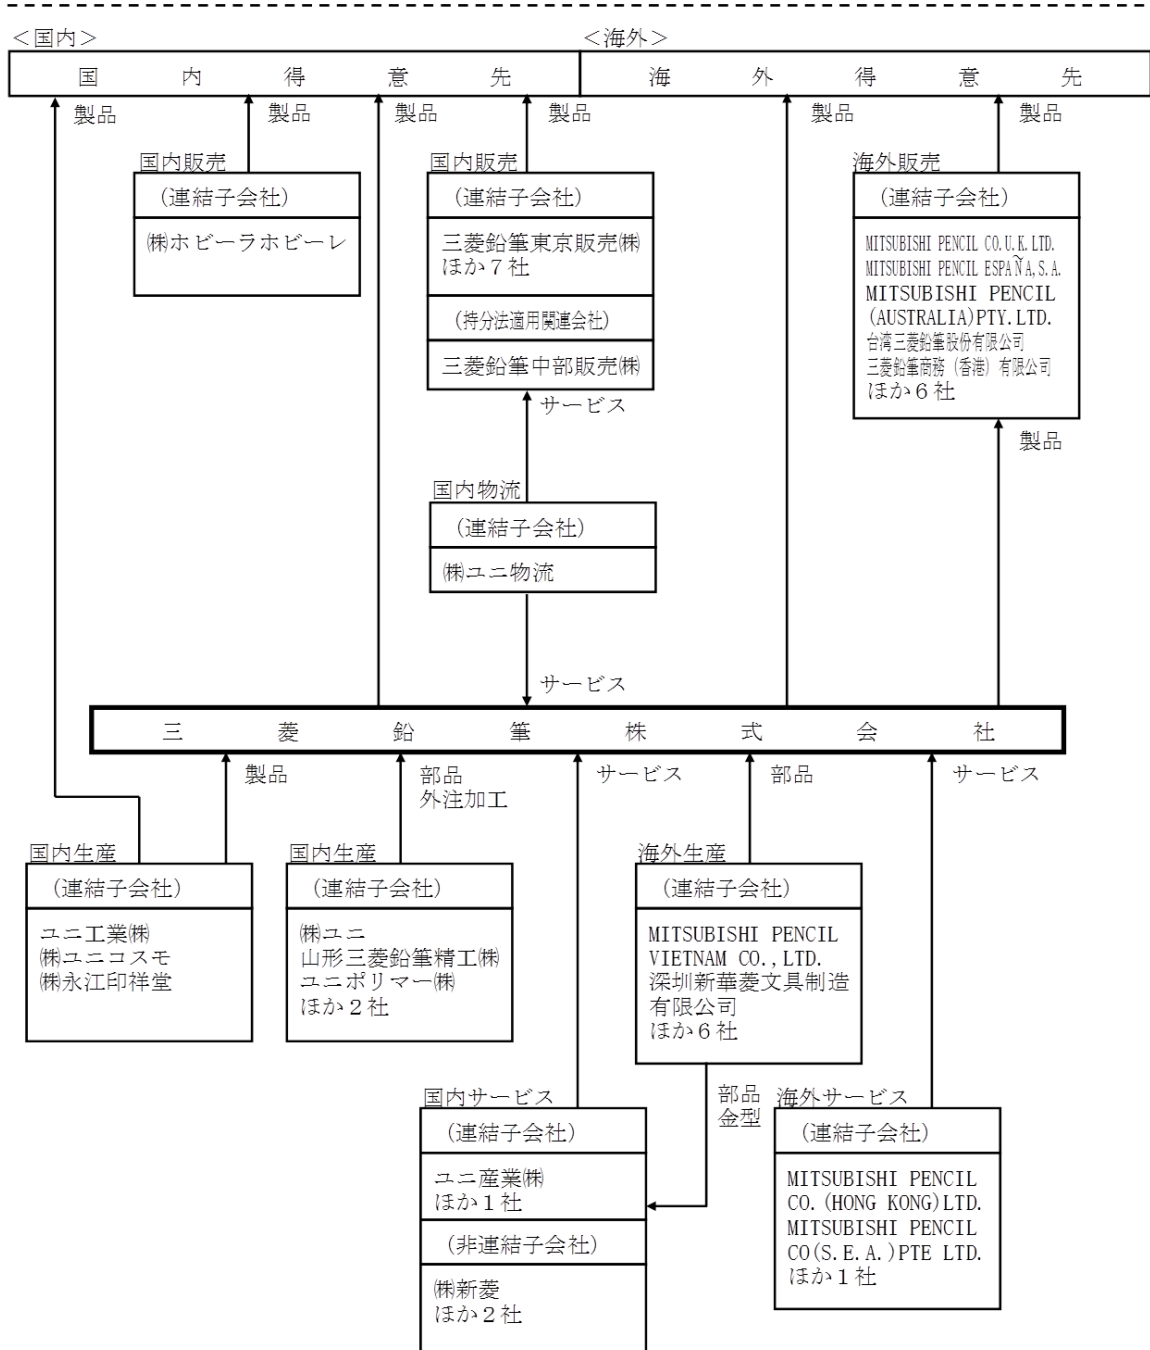 ＜国内＞
＜海外＞
国内得意先
海外得意先
製品
製品
製品
製品
製品
製品
国内販売
(連結子会社)
㈱ホビーラホビーレ
国内販売
(連結子会社)
三菱鉛筆東京販売㈱
ほか７社
(持分法適用関連会社)
三菱鉛筆中部販売㈱
海外販売
(連結子会社)
MITSUBISHI PENCIL CO.U.K.LTD.
MITSUBISHI PENCIL ESPAÑA,S.A.
MITSUBISHI PENCIL
(AUSTRALIA)PTY.LTD.
台湾三菱鉛筆股份有限公司
三菱鉛筆商務（香港）有限公司
ほか６社
サービス
製品
国内物流
(連結子会社)
㈱ユニ物流
サービス
三菱鉛筆株式会社
製品
部品
外注加工
サービス
部品
サービス
国内生産
(連結子会社)
ユニ工業㈱
㈱ユニコスモ
㈱永江印祥堂
国内生産
(連結子会社)
㈱ユニ
山形三菱鉛筆精工㈱
ユニポリマー㈱
ほか２社
海外生産
(連結子会社)
MITSUBISHI PENCIL
VIETNAM CO.,LTD.
深圳新華菱文具制造
有限公司
ほか６社
部品
金型
国内サービス
(連結子会社)
ユニ産業㈱
ほか１社
(非連結子会社)
㈱新菱
ほか２社
海外サービス
(連結子会社)
MITSUBISHI PENCIL
CO.(HONG KONG)LTD.
MITSUBISHI PENCIL
CO(S.E.A.)PTE LTD.
ほか１社